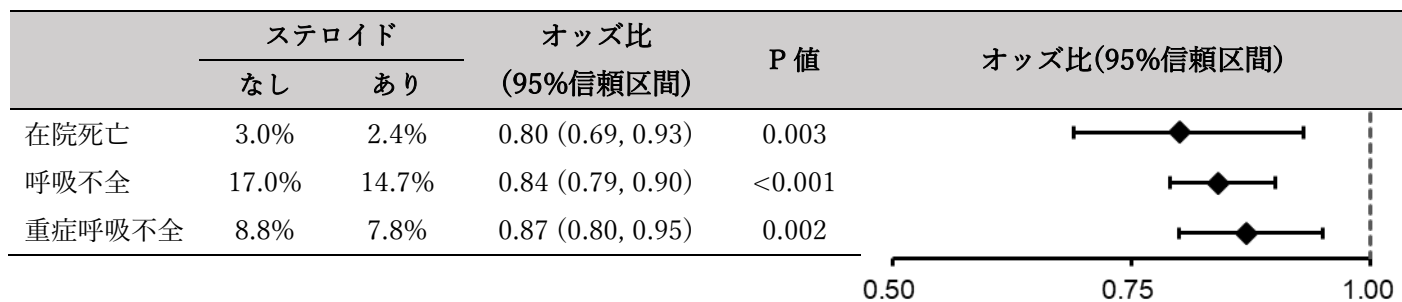 ステロイド オッズ比 P 値 オッズ比(95%信頼区間)
なし あり (95%信頼区間)
在院死亡 3.0% 2.4% 0.80 (0.69, 0.93) 0.003
呼吸不全 17.0% 14.7% 0.84 (0.79, 0.90) <0.001
重症呼吸不全 8.8% 7.8% 0.87 (0.80, 0.95) 0.002
0.50 0.75 1.00